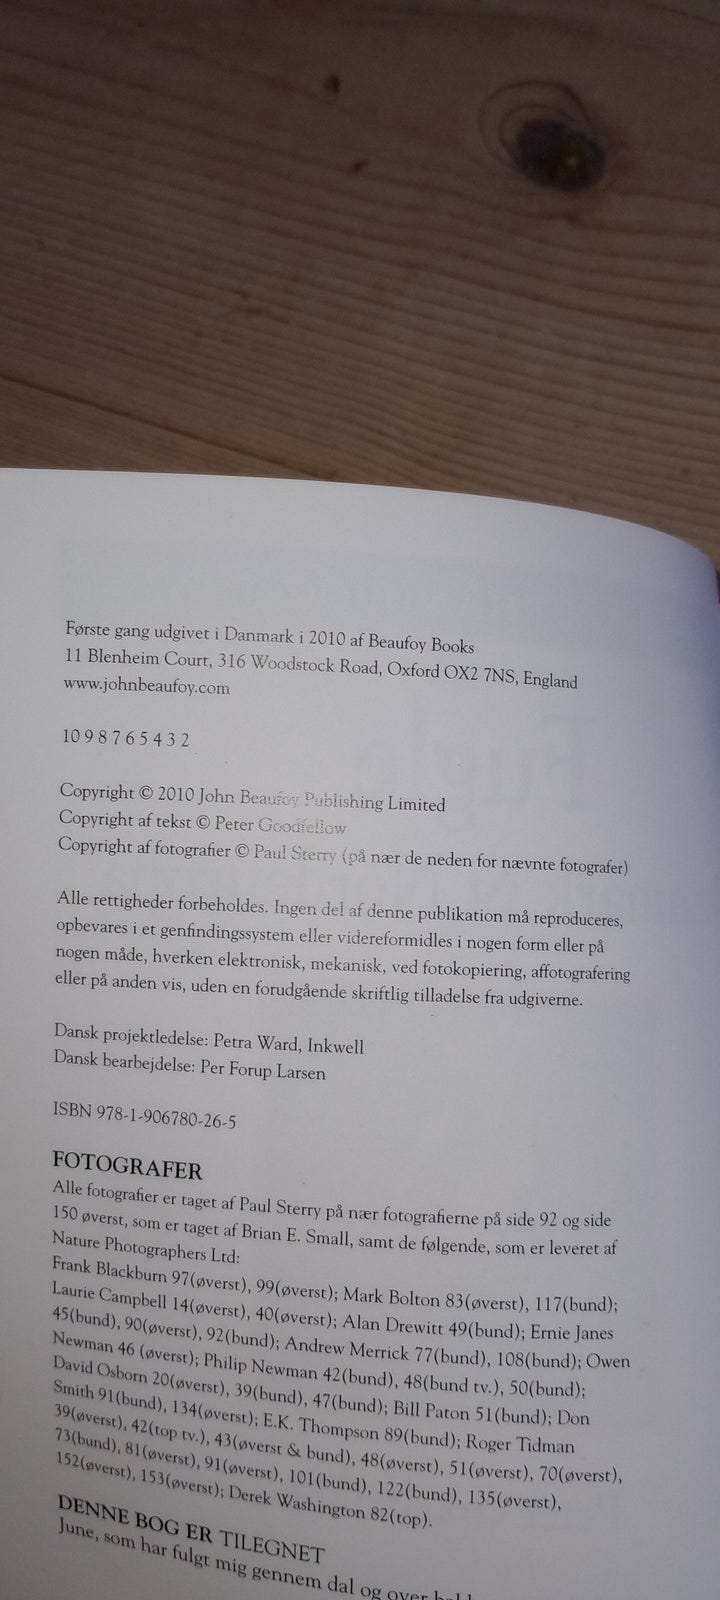 Første gang udgivet i Danmark i 2010 af Beaufoy Books
11 Blenheim Court, 316 Woodstock Road, Oxford OX2 7NS, England
www.johnbeaufoy.com
10 9 8 7 6 5 4 3 2
Copyright © 2010 John Beaufoy Publishing Limited
Copyright af tekst © Peter Goodfellow
Copyright af fotografier © Paul Sterry (på nær de neden for nævnte fotografer)
Alle rettigheder forbeholdes. Ingen del af denne publikation må reproduceres,
opbevares i et genfindingssystem eller videreformidles i nogen form eller på
nogen måde, hverken elektronisk, mekanisk, ved fotokopiering, affotografering
eller på anden vis, uden en forudgående skriftlig tilladelse fra udgiverne.
Dansk projektledelse: Petra Ward, Inkwell
Dansk bearbejdelse: Per Forup Larsen
ISBN 978-1-906780-26-5
FOTOGRAFER
Alle fotografier er taget af Paul Sterry på nær fotografierne på side 92 og side
150 øverst, som er taget af Brian E. Small, samt de følgende, som er leveret af
Nature Photographers Ltd:
Frank Blackburn 97(øverst), 99(øverst); Mark Bolton 83(øverst), 117(bund);
Laurie Campbell 14(øverst), 40(øverst); Alan Drewitt 49(bund); Ernie Janes
45(bund), 90(øverst), 92(bund); Andrew Merrick 77(bund), 108(bund); Owen
Newman 46 (øverst); Philip Newman 42(bund), 48(bund tv.), 50(bund);
David Osborn 20(øverst), 39(bund), 47(bund); Bill Paton 51(bund); Don
Smith 91(bund), 134(øverst); E.K. Thompson 89(bund); Roger Tidman
39(øverst), 42(top tv.), 43(øverst & bund), 48(øverst), 51(øverst), 70(øverst),
73(bund), 81(øverst), 91(øverst), 101(bund), 122(bund), 135(øverst),
152(øverst), 153(øverst); Derek Washington 82(top).
DENNE BOG ER TILEGNET
June, som har fulgt mig gennem dal og over